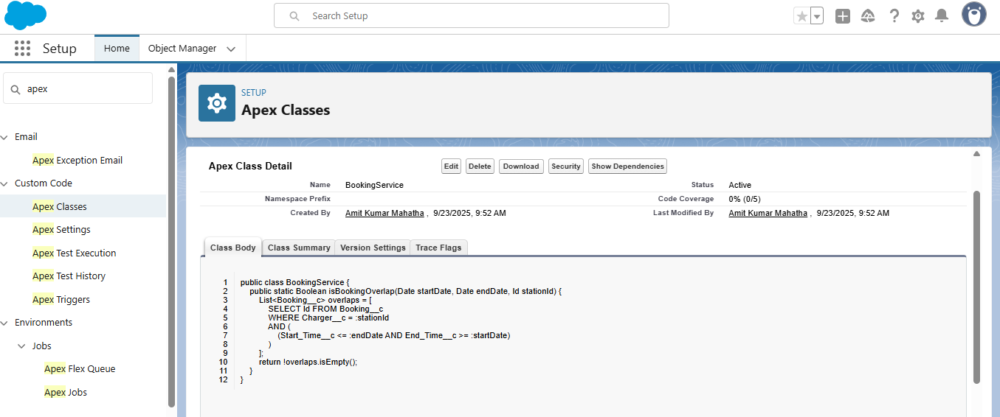 Search Setup
Setup
Home
Object Manager
apex
Email
Apex Exception Email
Custom Code
Apex Classes
Apex Settings
Apex Test Execution
Apex Test History
Apex Triggers
Environments
Jobs
Apex Flex Queue
Apex Jobs
SETUP
Apex Classes
Apex Class Detail
Edit Delete Download Security Show Dependencies
Name BookingService Status Active
Namespace Prefix Code Coverage 0% (0/5)
Created By Amit Kumar Mahatha , 9/23/2025, 9:52 AM Last Modified By Amit Kumar Mahatha , 9/23/2025, 9:52 AM
Class Body Class Summary Version Settings Trace Flags
1 public class BookingService {
2 public static Boolean isBookingOverlap(Date startDate, Date endDate, Id stationId) {
3 List<Booking__c> overlaps = [
4 SELECT Id FROM Booking__c
5 WHERE Charger__c = :stationId
6 AND (
7 (Start_Time__c <= :endDate AND End_Time__c >= :startDate)
8 )
9 ];
10 return !overlaps.isEmpty();
11 }
12 }